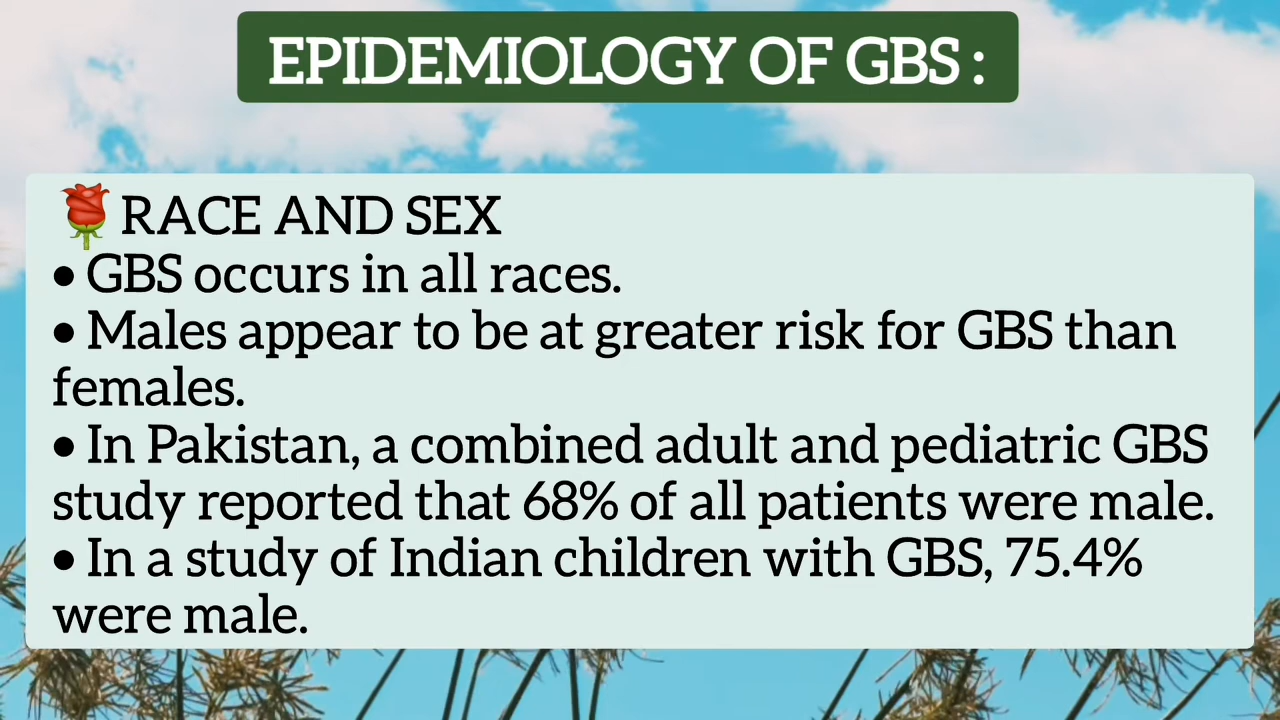 EPIDEMIOLOGY OF GBS :
🌹RACE AND SEX
• GBS occurs in all races.
• Males appear to be at greater risk for GBS than
females.
• In Pakistan, a combined adult and pediatric GBS
study reported that 68% of all patients were male.
• In a study of Indian children with GBS, 75.4%
were male.